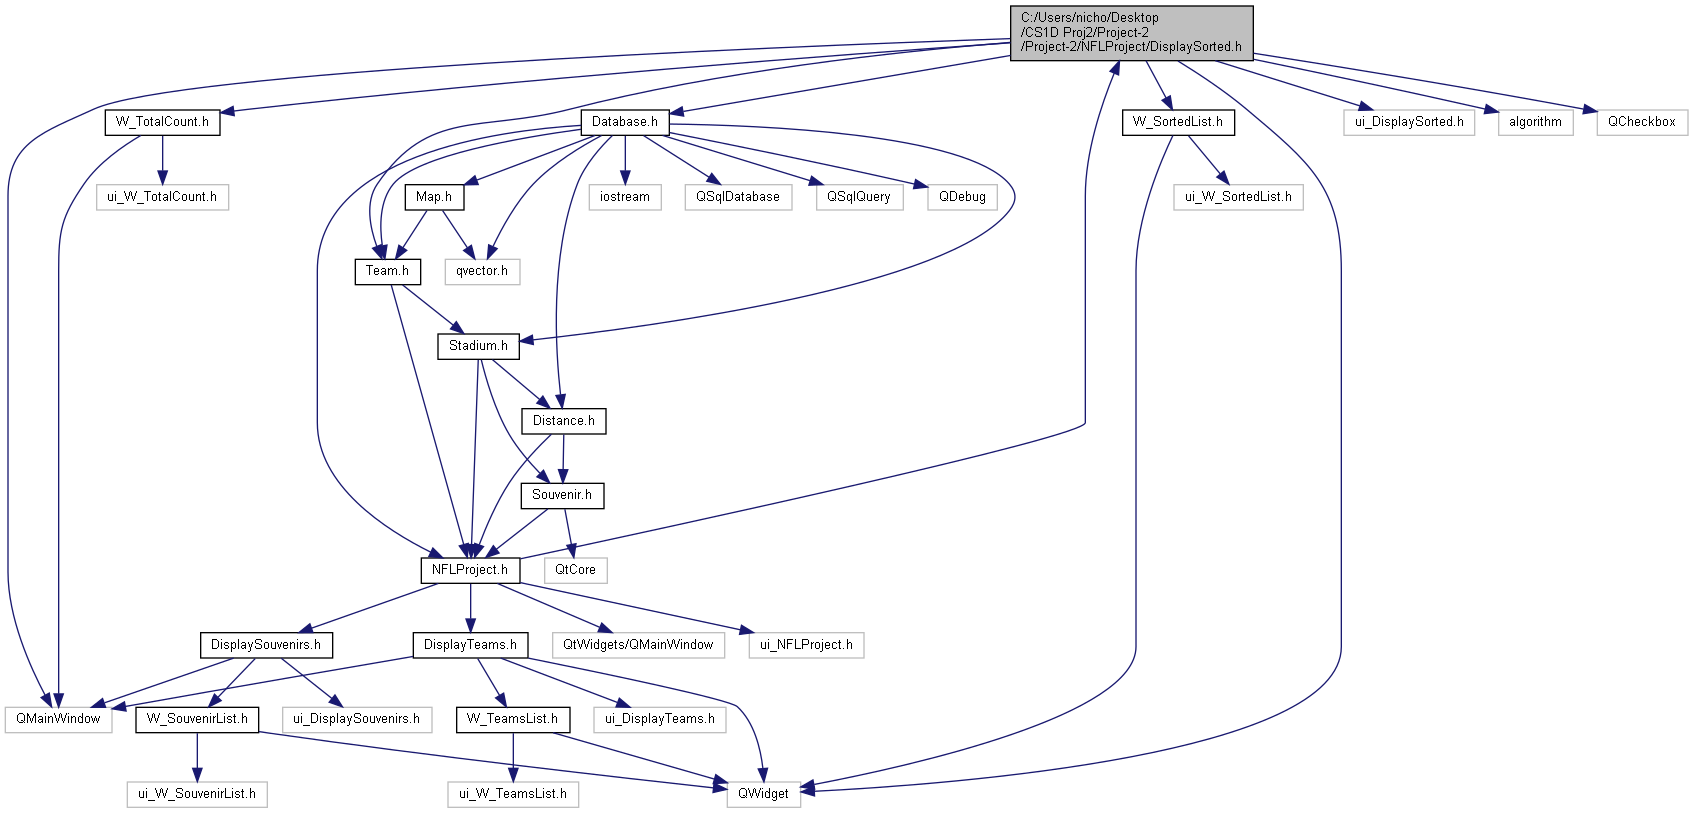 C:/Users/nicho/Desktop
/CS1D Proj2/Project-2
/Project-2/NFLProject/DisplaySorted.h
W_TotalCount.h
Database.h
W_SortedList.h
ui_DisplaySorted.h
algorithm
QCheckbox
ui_W_TotalCount.h
Map.h
iostream
QSqlDatabase
QSqlQuery
QDebug
ui_W_SortedList.h
Team.h
qvector.h
Stadium.h
Distance.h
Souvenir.h
NFLProject.h
QtCore
DisplaySouvenirs.h
DisplayTeams.h
QtWidgets/QMainWindow
ui_NFLProject.h
QMainWindow
W_SouvenirList.h
ui_DisplaySouvenirs.h
W_TeamsList.h
ui_DisplayTeams.h
ui_W_SouvenirList.h
ui_W_TeamsList.h
QWidget